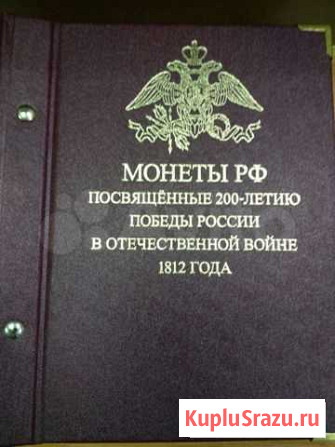 МОНЕТЫ РФ
ПОСВЯЩЁННЫЕ 200-ЛЕТИЮ
ПОБЕДЫ РОССИИ
В ОТЕЧЕСТВЕННОЙ ВОЙНЕ
1812 ГОДА
KupluSrazu.ru